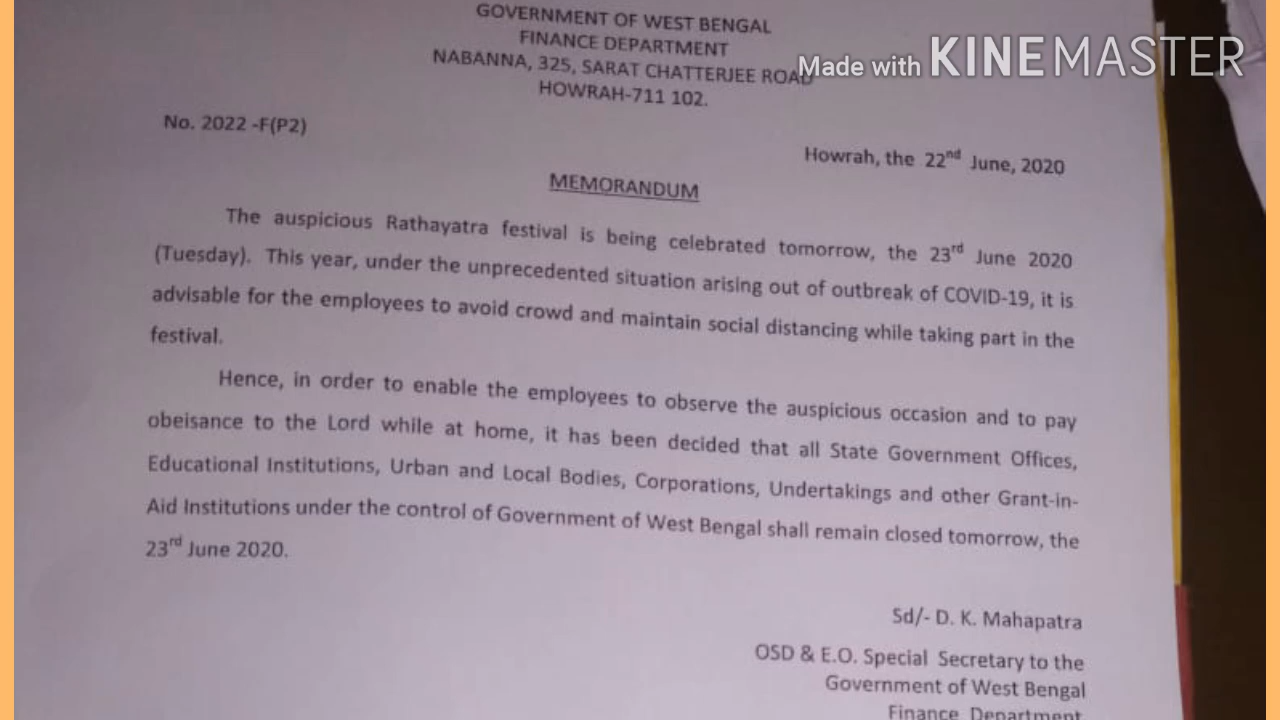 GOVERNMENT OF WEST BENGAL
FINANCE DEPARTMENT
NABANNA, 325, SARAT CHATTERJEE ROAD
Made with KINEMASTER
HOWRAH-711 102.
No. 2022 -F(P2)
Howrah, the 22nd June, 2020
MEMORANDUM
The auspicious Rathayatra festival is being celebrated tomorrow, the 23rd June 2020
(Tuesday). This year, under the unprecedented situation arising out of outbreak of COVID-19, it is
advisable for the employees to avoid crowd and maintain social distancing while taking part in the
festival.
Hence, in order to enable the employees to observe the auspicious occasion and to pay
obeisance to the Lord while at home, it has been decided that all State Government Offices,
Educational Institutions, Urban and Local Bodies, Corporations, Undertakings and other Grant-in-
Aid Institutions under the control of Government of West Bengal shall remain closed tomorrow, the
23rd June 2020.
Sd/- D. K. Mahapatra
OSD & E.O. Special Secretary to the
Government of West Bengal
Finance Department